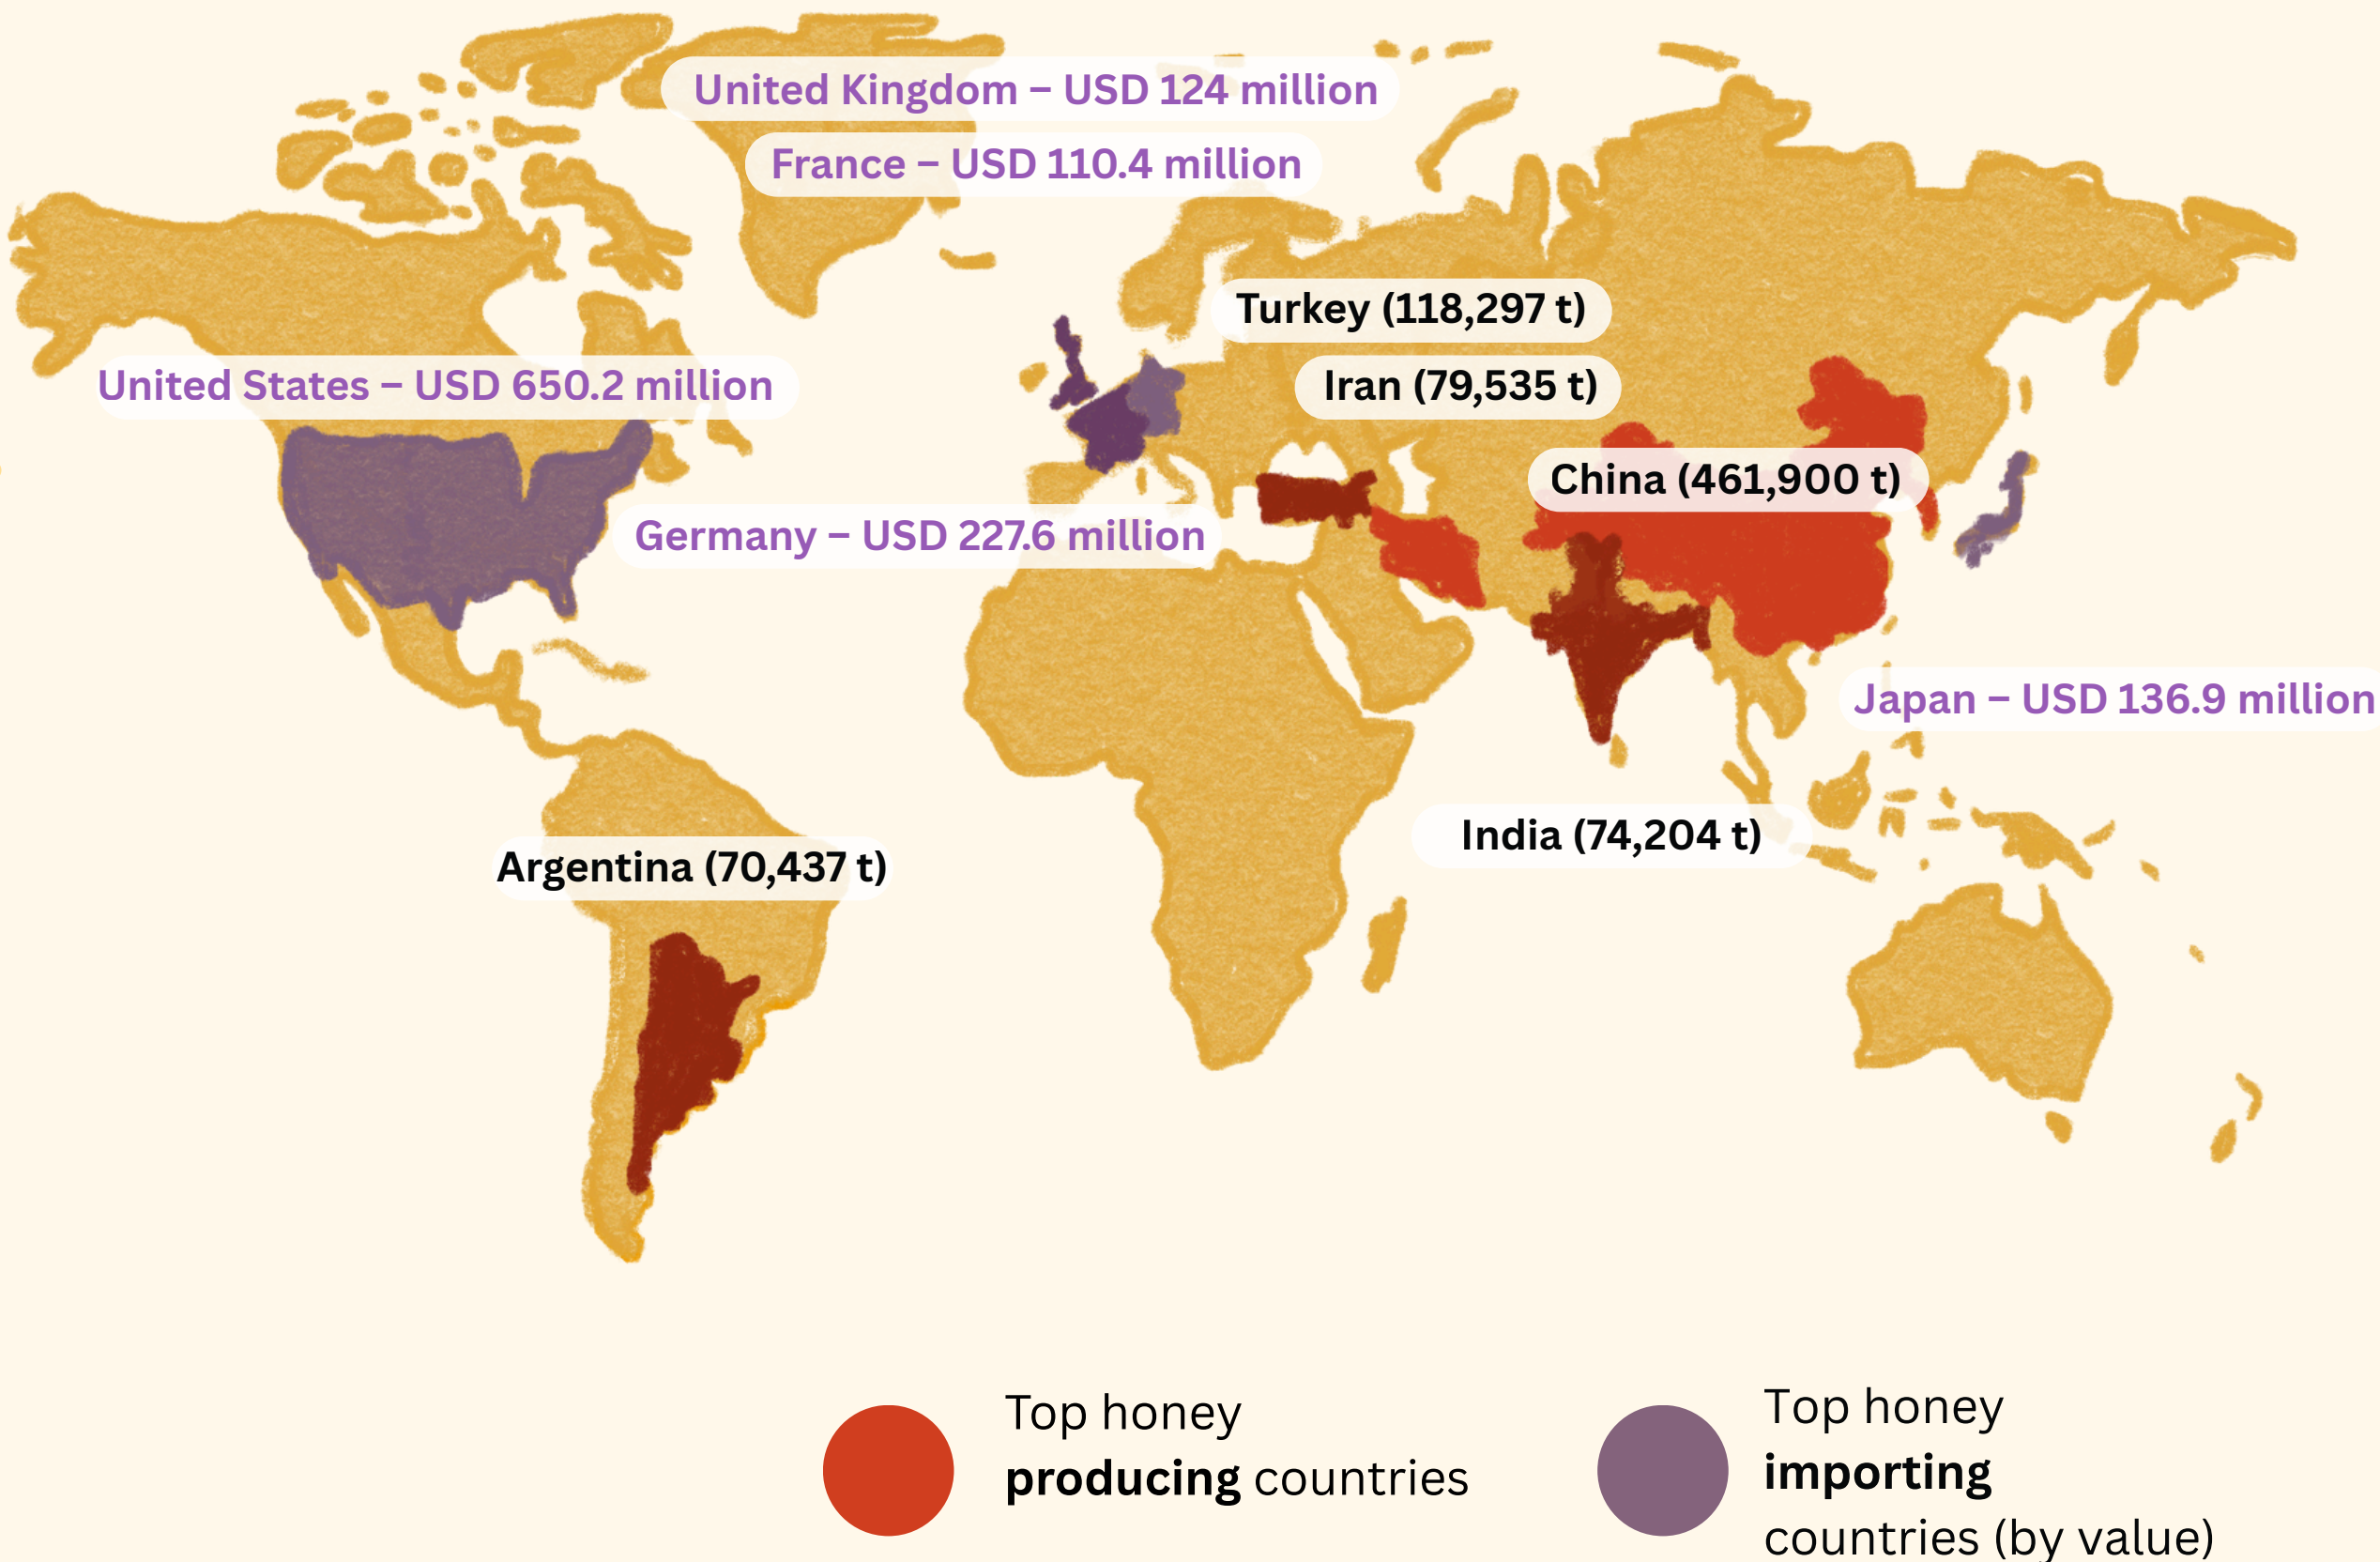 United Kingdom – USD 124 million
France – USD 110.4 million
Turkey (118,297 t)
United States – USD 650.2 million
Iran (79,535 t)
China (461,900 t)
Germany – USD 227.6 million
Japan – USD 136.9 million
India (74,204 t)
Argentina (70,437 t)
Top honey
producing countries
Top honey
importing
countries (by value)